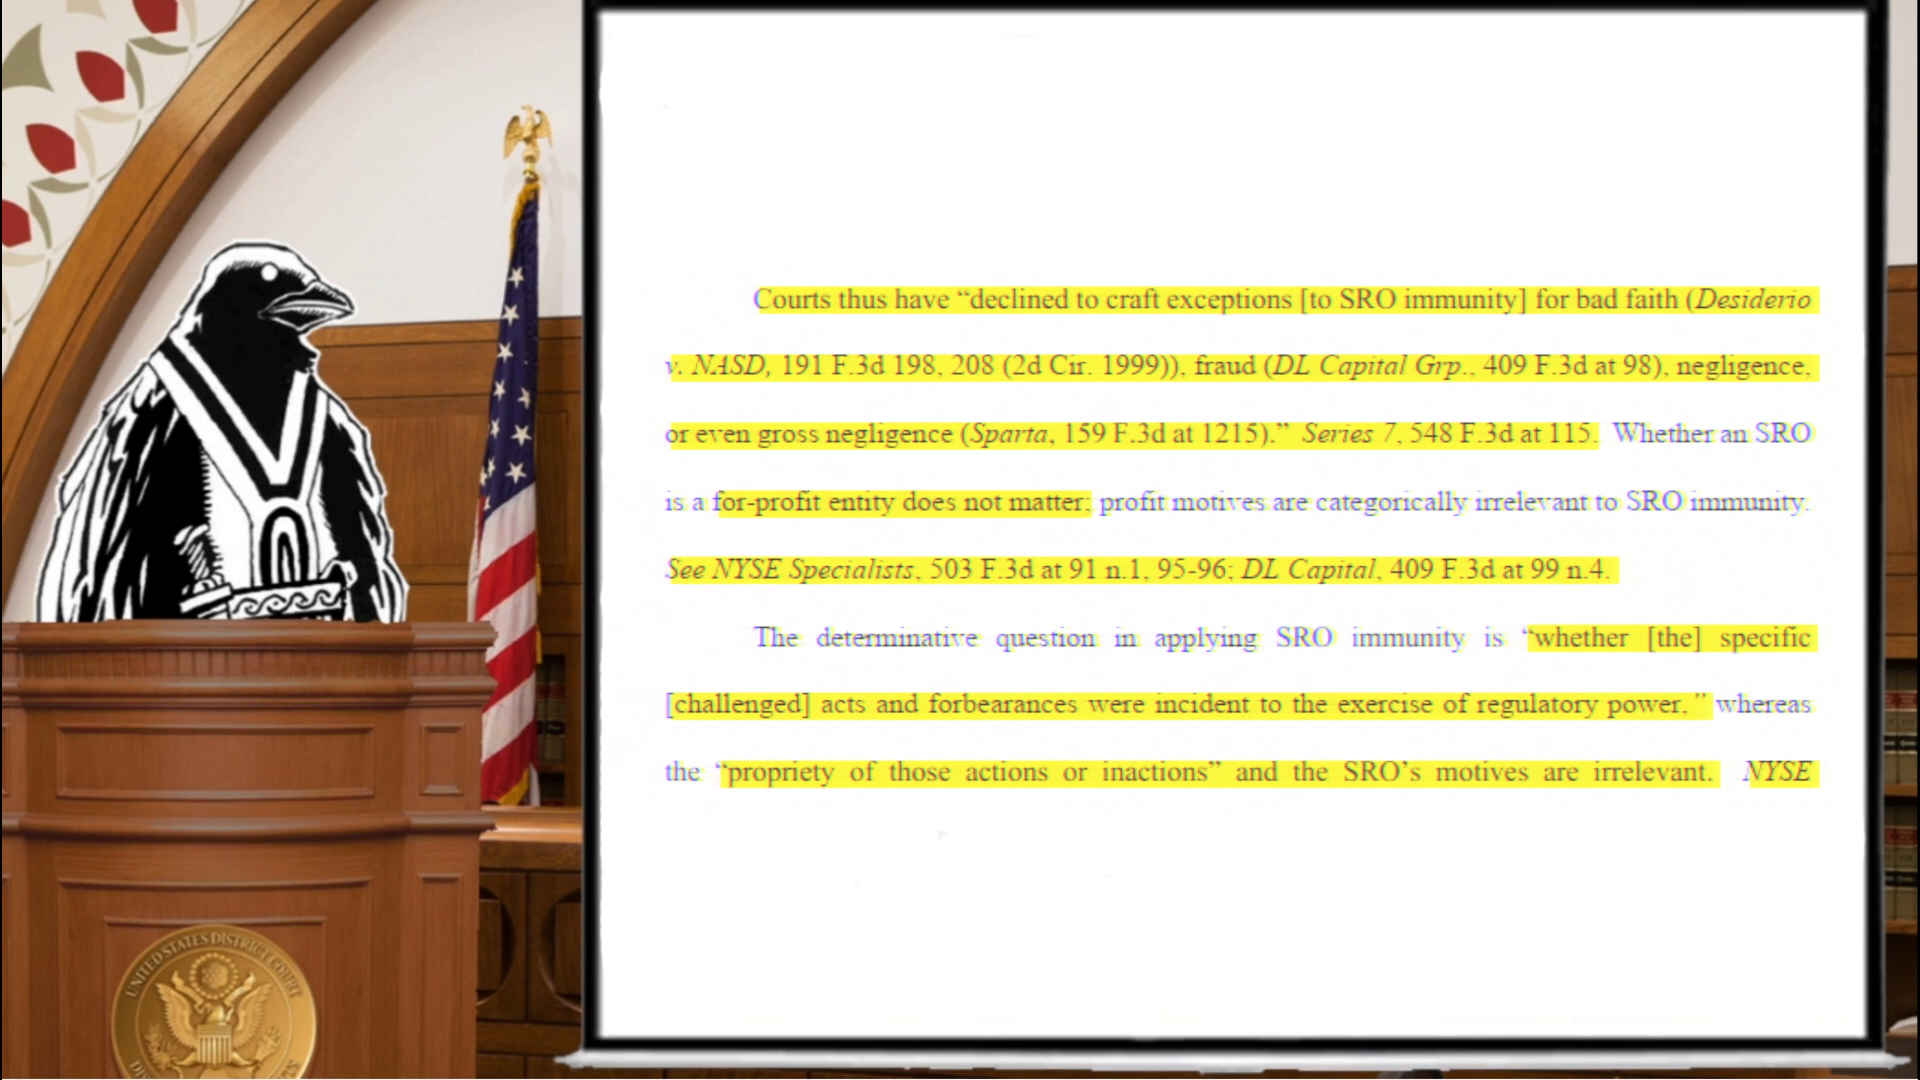 Courts thus have “declined to craft exceptions [to SRO immunity] for bad faith (Desiderio
v. NASD, 191 F.3d 198, 208 (2d Cir. 1999)), fraud (DL Capital Grp., 409 F.3d at 98), negligence,
or even gross negligence (Sparta, 159 F.3d at 1215).” Series 7, 548 F.3d at 115. Whether an SRO
is a for-profit entity does not matter; profit motives are categorically irrelevant to SRO immunity.
See NYSE Specialists, 503 F.3d at 91 n.1, 95-96; DL Capital, 409 F.3d at 99 n.4.
The determinative question in applying SRO immunity is “whether [the] specific
[challenged] acts and forbearances were incident to the exercise of regulatory power,” whereas
the “propriety of those actions or inactions” and the SRO’s motives are irrelevant. NYSE
UNITED STATES DISTRICT COURT